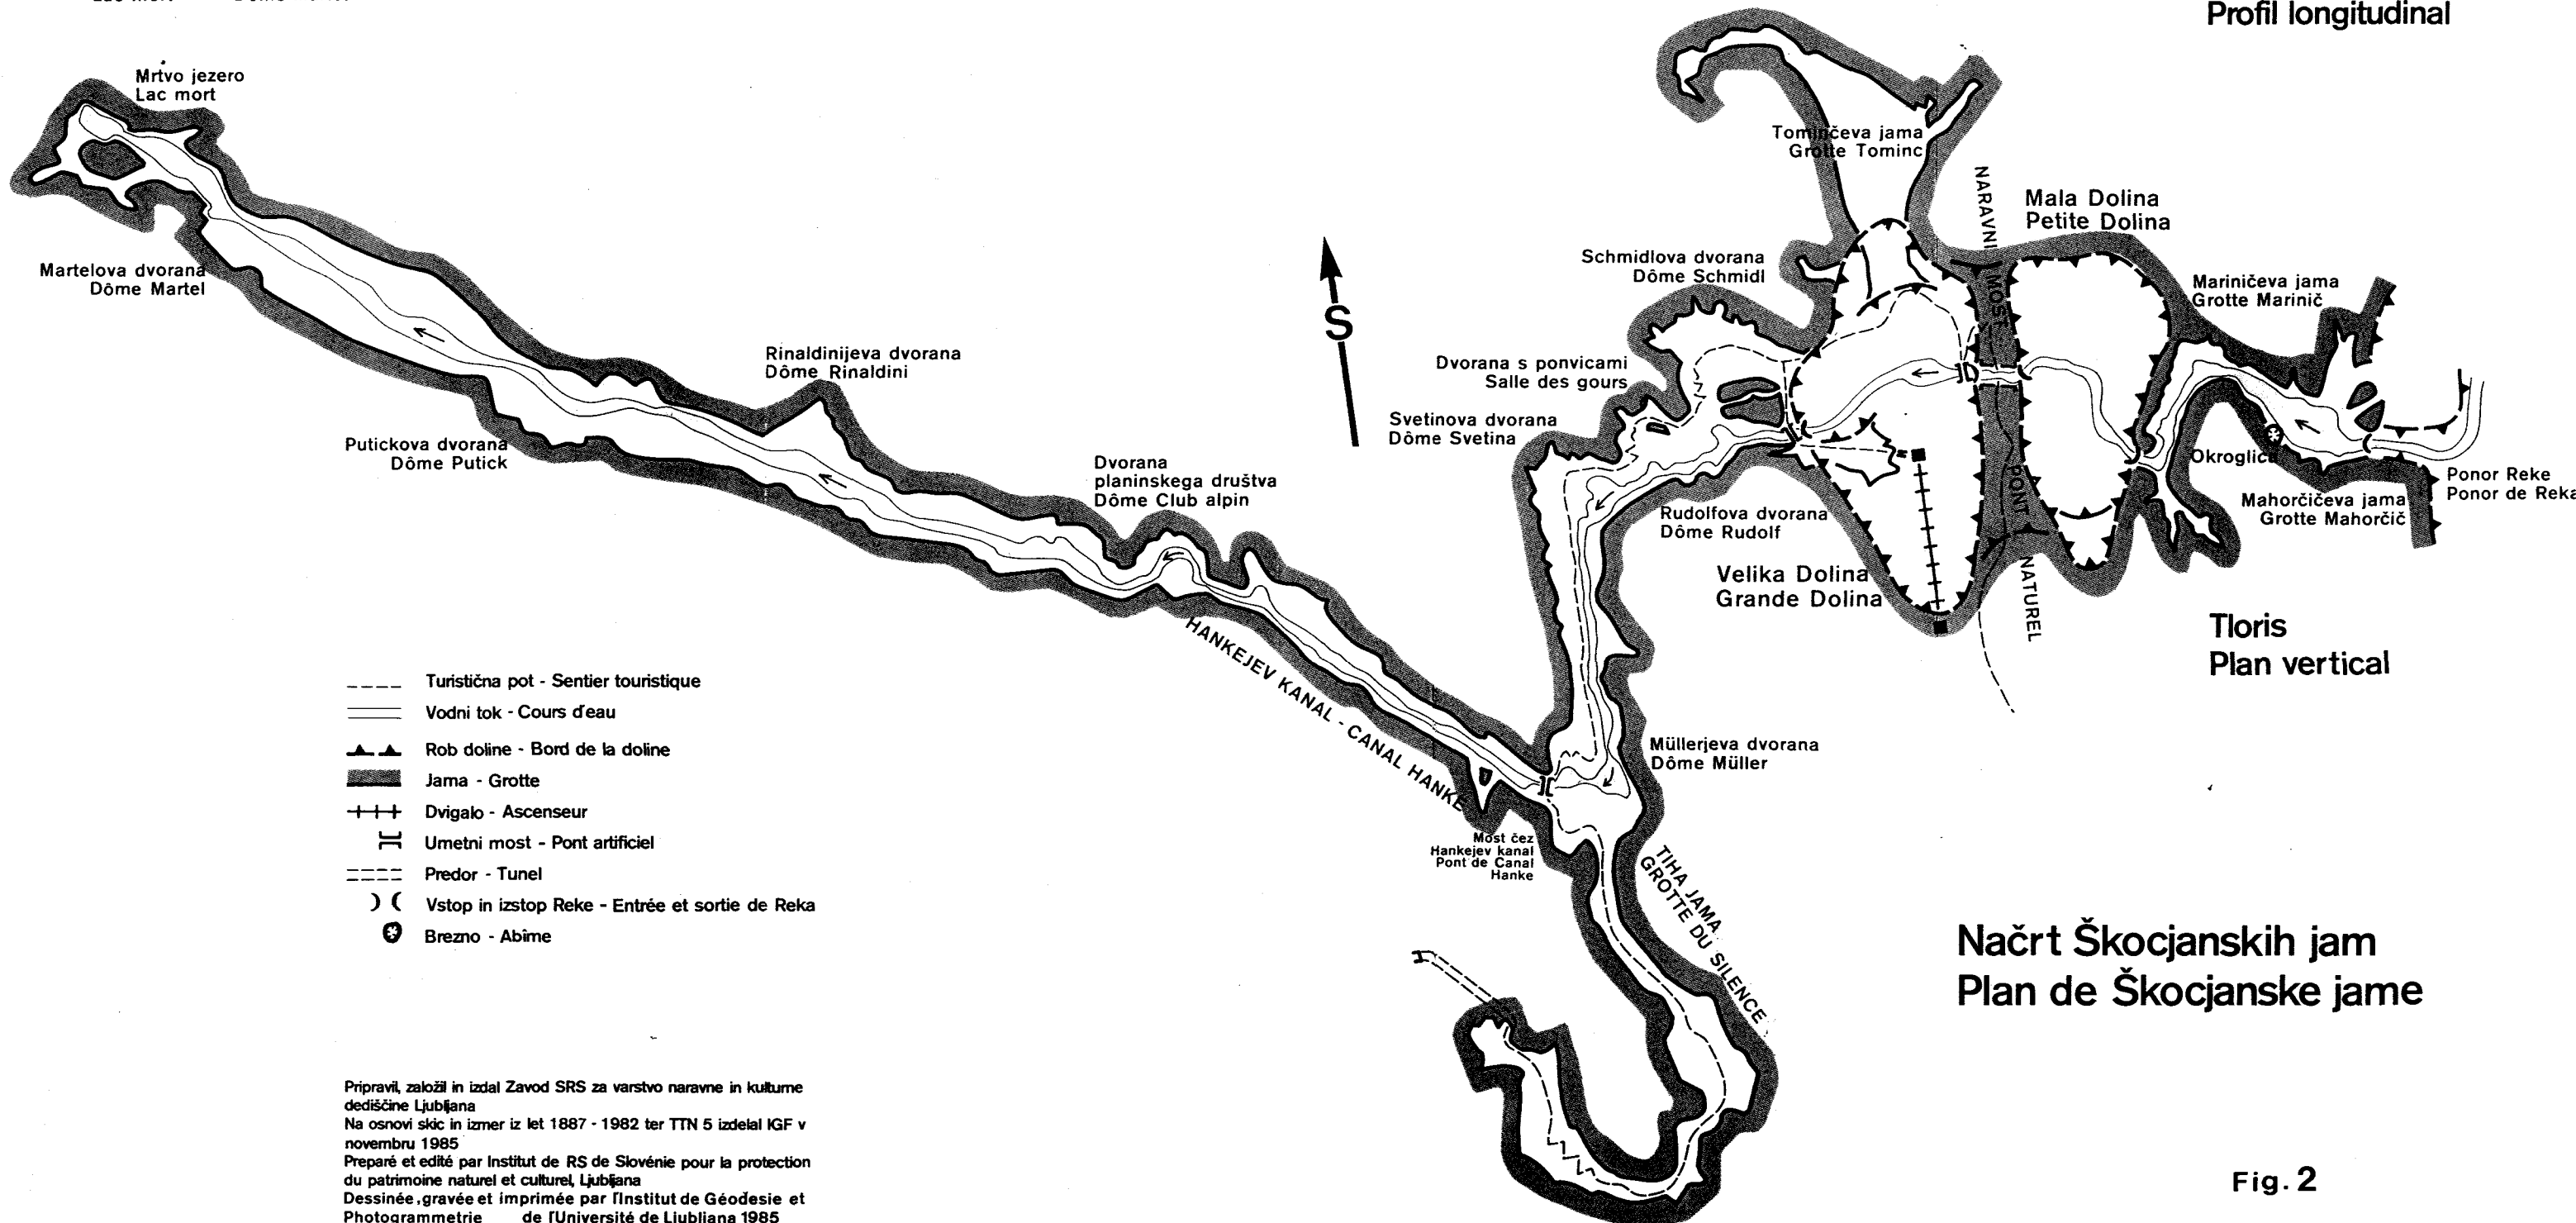 Profil longitudinal
Mrtvo jezero
Lac mort
Martelova dvorana
Dôme Martel
Putickova dvorana
Dôme Putick
Rinaldinijeva dvorana
Dôme Rinaldini
Dvorana
planinskega društva
Dôme Club alpin
HANKEJEV KANAL - CANAL HANKE
S
Tominčeva jama
Grotte Tominc
Schmidlova dvorana
Dôme Schmidl
Dvorana s ponvicami
Salle des gours
Svetinova dvorana
Dôme Svetina
Rudolfova dvorana
Dôme Rudolf
Velika Dolina
Grande Dolina
NARAVNI MOST
PONT NATUREL
Mala Dolina
Petite Dolina
Mariničeva jama
Grotte Marinič
Okroglica
Mahorčičeva jama
Grotte Mahorčič
Ponor Reke
Ponor de Reka
Müllerjeva dvorana
Dôme Müller
Most čez
Hankejev kanal
Pont de Canal
Hanke
TIHA JAMA
GROTTE DU SILENCE
Tloris
Plan vertical
Turistična pot - Sentier touristique
Vodni tok - Cours d'eau
Rob doline - Bord de la doline
Jama - Grotte
Dvigalo - Ascenseur
Umetni most - Pont artificiel
Predor - Tunel
Vstop in izstop Reke - Entrée et sortie de Reka
Brezno - Abîme
Načrt Škocjanskih jam
Plan de Škocjanske jame
Pripravil, založil in izdal Zavod SRS za varstvo naravne in kulturne
dediščine Ljubljana
Na osnovi skic in izmer iz let 1887 - 1982 ter TTN 5 izdelal IGF v
novembru 1985
Preparé et edité par Institut de RS de Slovénie pour la protection
du patrimoine naturel et culturel, Ljubljana
Dessinée, gravée et imprimée par l'Institut de Géodesie et
Photogrammetrie de l'Université de Ljubljana 1985
Fig. 2